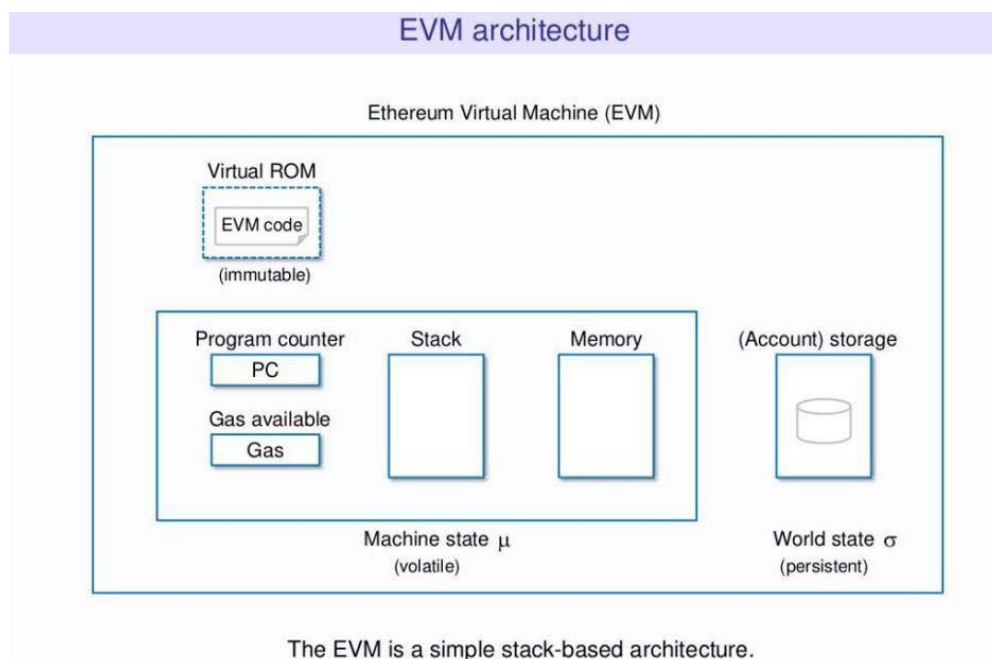 EVM architecture
Ethereum Virtual Machine (EVM)
Virtual ROM
EVM code
(immutable)
Program counter
PC
Gas available
Gas
Stack
Memory
(Account) storage
Machine state μ
(volatile)
World state σ
(persistent)
The EVM is a simple stack-based architecture.